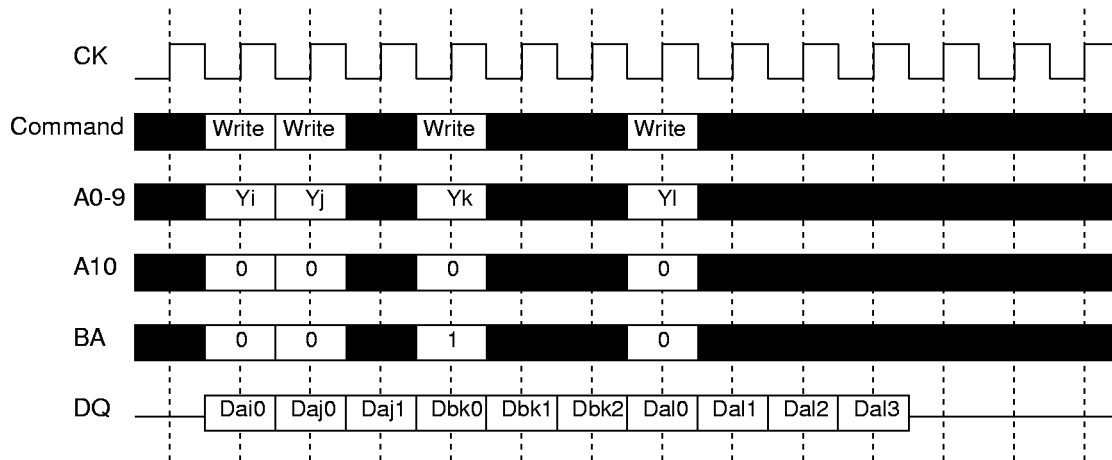 CK
Command Write Write Write Write
A0-9 Yi Yj Yk Yl
A10 0 0 0 0
BA 0 0 1 0
DQ Dai0 Daj0 Daj1 Dbk0 Dbk1 Dbk2 Dal0 Dal1 Dal2 Dal3